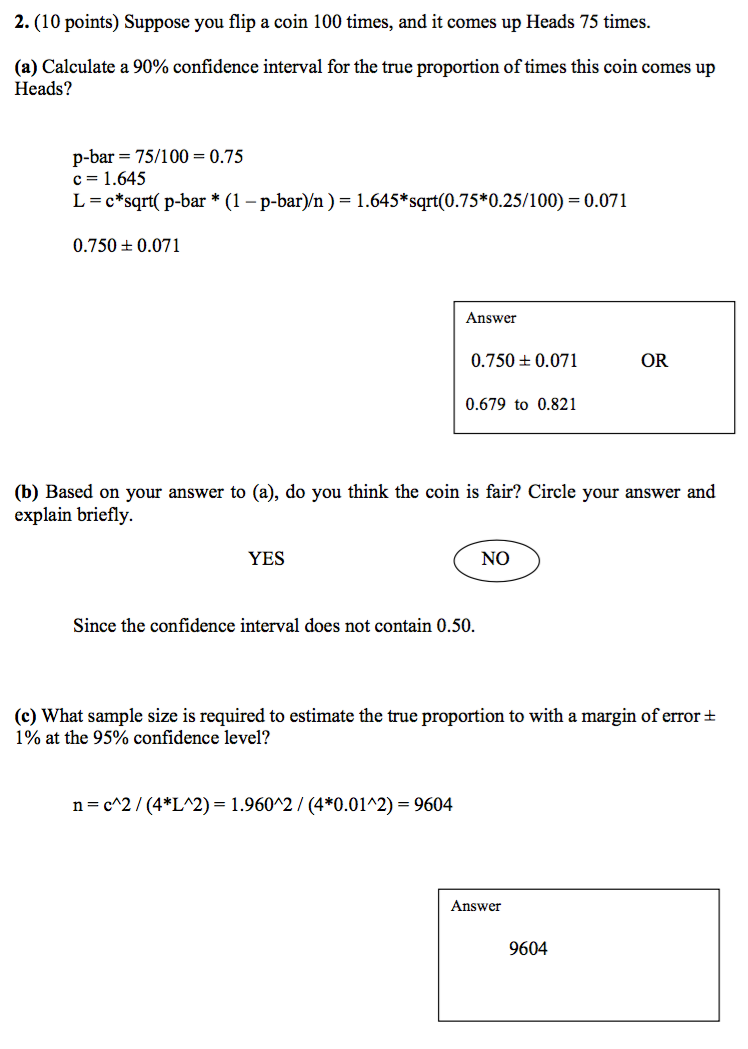 2. (10 points) Suppose you flip a coin 100 times, and it comes up Heads 75 times.
(a) Calculate a 90% confidence interval for the true proportion of times this coin comes up
Heads?
p-bar = 75/100 = 0.75
c = 1.645
L = c*sqrt( p-bar * (1 – p-bar)/n ) = 1.645*sqrt(0.75*0.25/100) = 0.071
0.750 ± 0.071
Answer
0.750 ± 0.071 OR
0.679 to 0.821
(b) Based on your answer to (a), do you think the coin is fair? Circle your answer and
explain briefly.
YES NO
Since the confidence interval does not contain 0.50.
(c) What sample size is required to estimate the true proportion to with a margin of error ±
1% at the 95% confidence level?
n = c^2 / (4*L^2) = 1.960^2 / (4*0.01^2) = 9604
Answer
9604